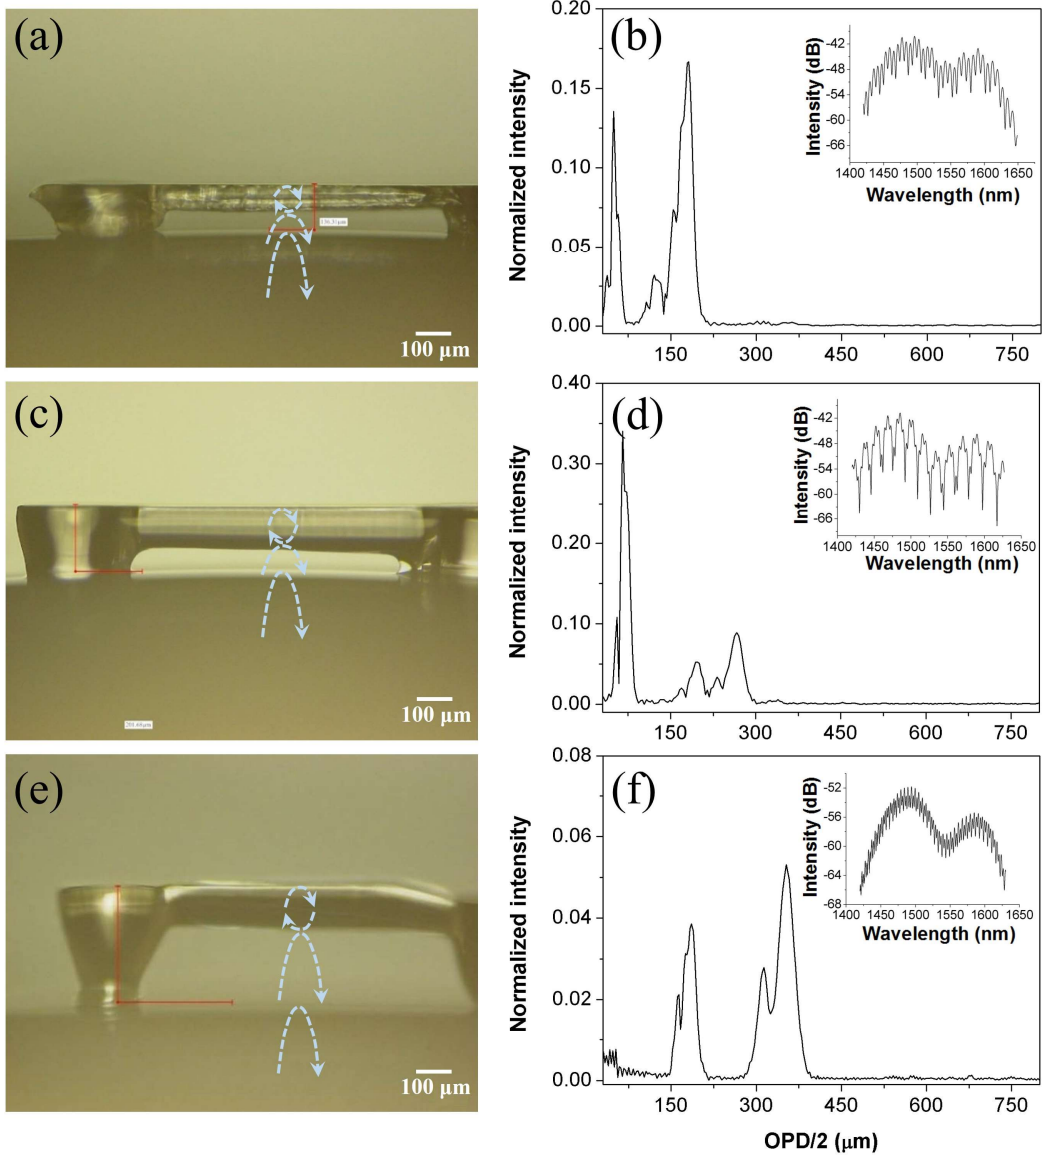 (a)
136.31μm
100 μm
(b)
Normalized intensity
0.20
0.15
0.10
0.05
0.00
150 300 450 600 750
Intensity (dB)
-42
-48
-54
-60
-66
1400 1450 1500 1550 1600 1650
Wavelength (nm)
(c)
201.68μm
100 μm
(d)
Normalized intensity
0.40
0.30
0.20
0.10
0.00
150 300 450 600 750
Intensity (dB)
-42
-48
-54
-60
-66
1400 1450 1500 1550 1600 1650
Wavelength (nm)
(e)
100 μm
(f)
Normalized intensity
0.08
0.06
0.04
0.02
0.00
150 300 450 600 750
Intensity (dB)
-52
-56
-60
-64
-68
1400 1450 1500 1550 1600 1650
Wavelength (nm)
OPD/2 (μm)